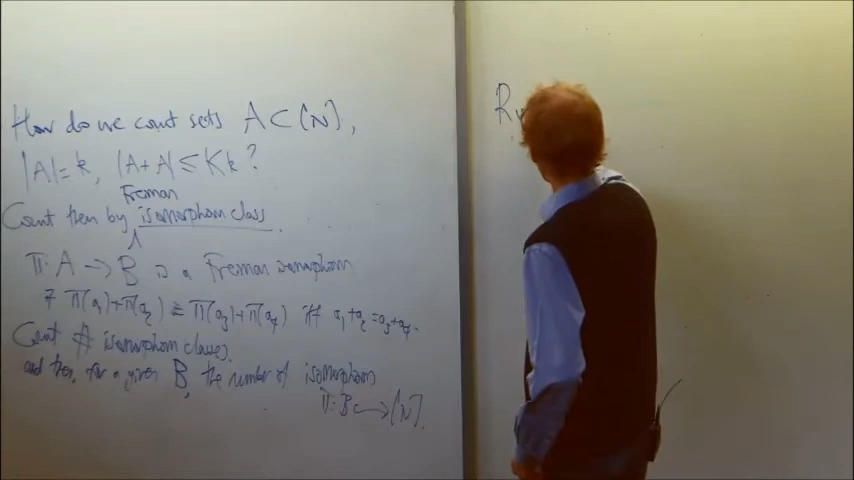 How do we count sets A ⊂ [N],
|A|=k, |A+A| ≤ Kk?
Freiman
Count them by isomorphism class.
π: A → B is a Freiman isomorphism
if π(a₁)+π(a₂) = π(a₃)+π(a₄) iff a₁+a₂=a₃+a₄.
Count # isomorphism classes.
and then, for a given B, the number of isomorphisms
π: B ↪ [N].